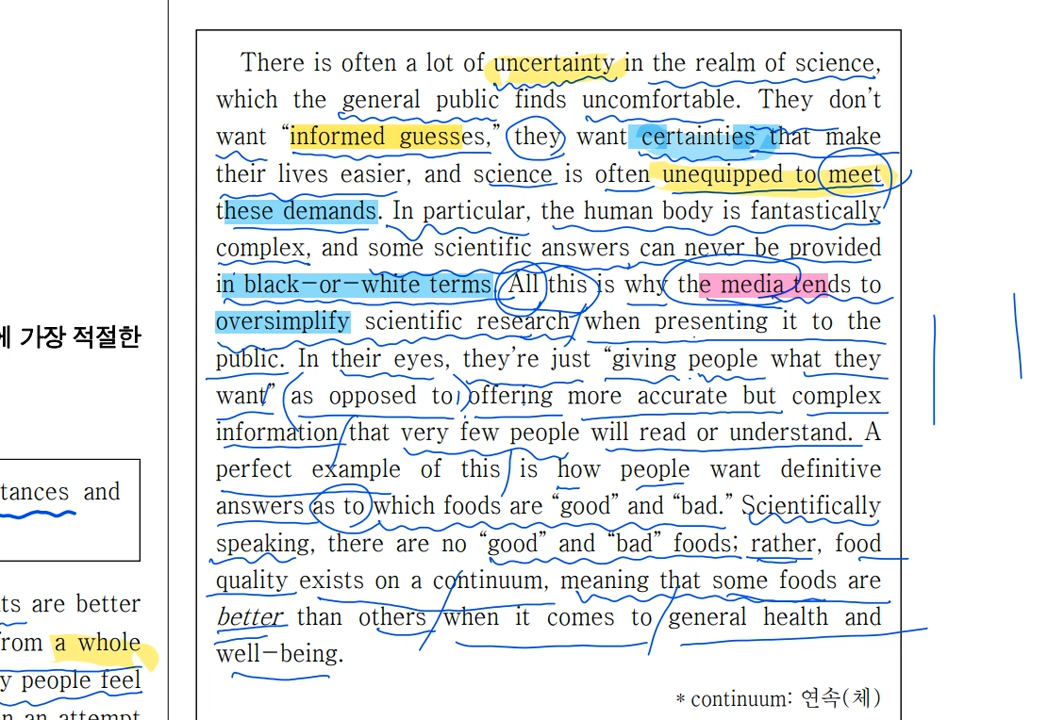 There is often a lot of uncertainty in the realm of science,
which the general public finds uncomfortable. They don't
want “informed guesses,” they want certainties that make
their lives easier, and science is often unequipped to meet
these demands. In particular, the human body is fantastically
complex, and some scientific answers can never be provided
in black-or-white terms. All this is why the media tends to
oversimplify scientific research when presenting it to the
public. In their eyes, they're just “giving people what they
want” as opposed to offering more accurate but complex
information that very few people will read or understand. A
perfect example of this is how people want definitive
answers as to which foods are “good” and “bad.” Scientifically
speaking, there are no “good” and “bad” foods; rather, food
quality exists on a continuum, meaning that some foods are
better than others when it comes to general health and
well-being.
* continuum: 연속(체)
에 가장 적절한
tances and
ts are better
from a whole
y people feel
n an attempt